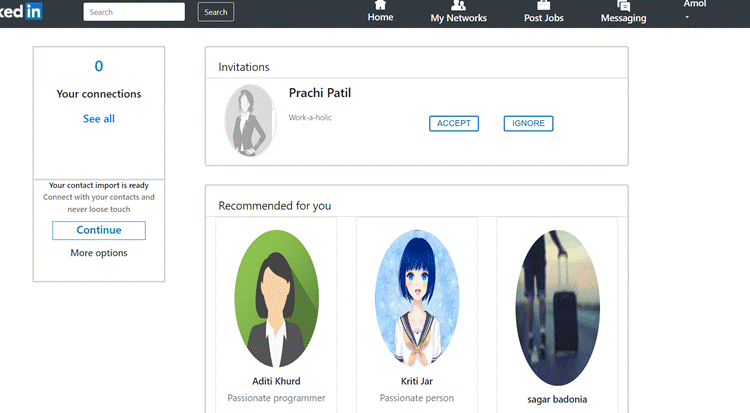 ked in
Search
Search
Home
My Networks
Post Jobs
Messaging
Amol
0
Your connections
See all
Your contact import is ready
Connect with your contacts and
never loose touch
Continue
More options
Invitations
Prachi Patil
Work-a-holic
ACCEPT
IGNORE
Recommended for you
Aditi Khurd
Passionate programmer
Kriti Jar
Passionate person
sagar badonia